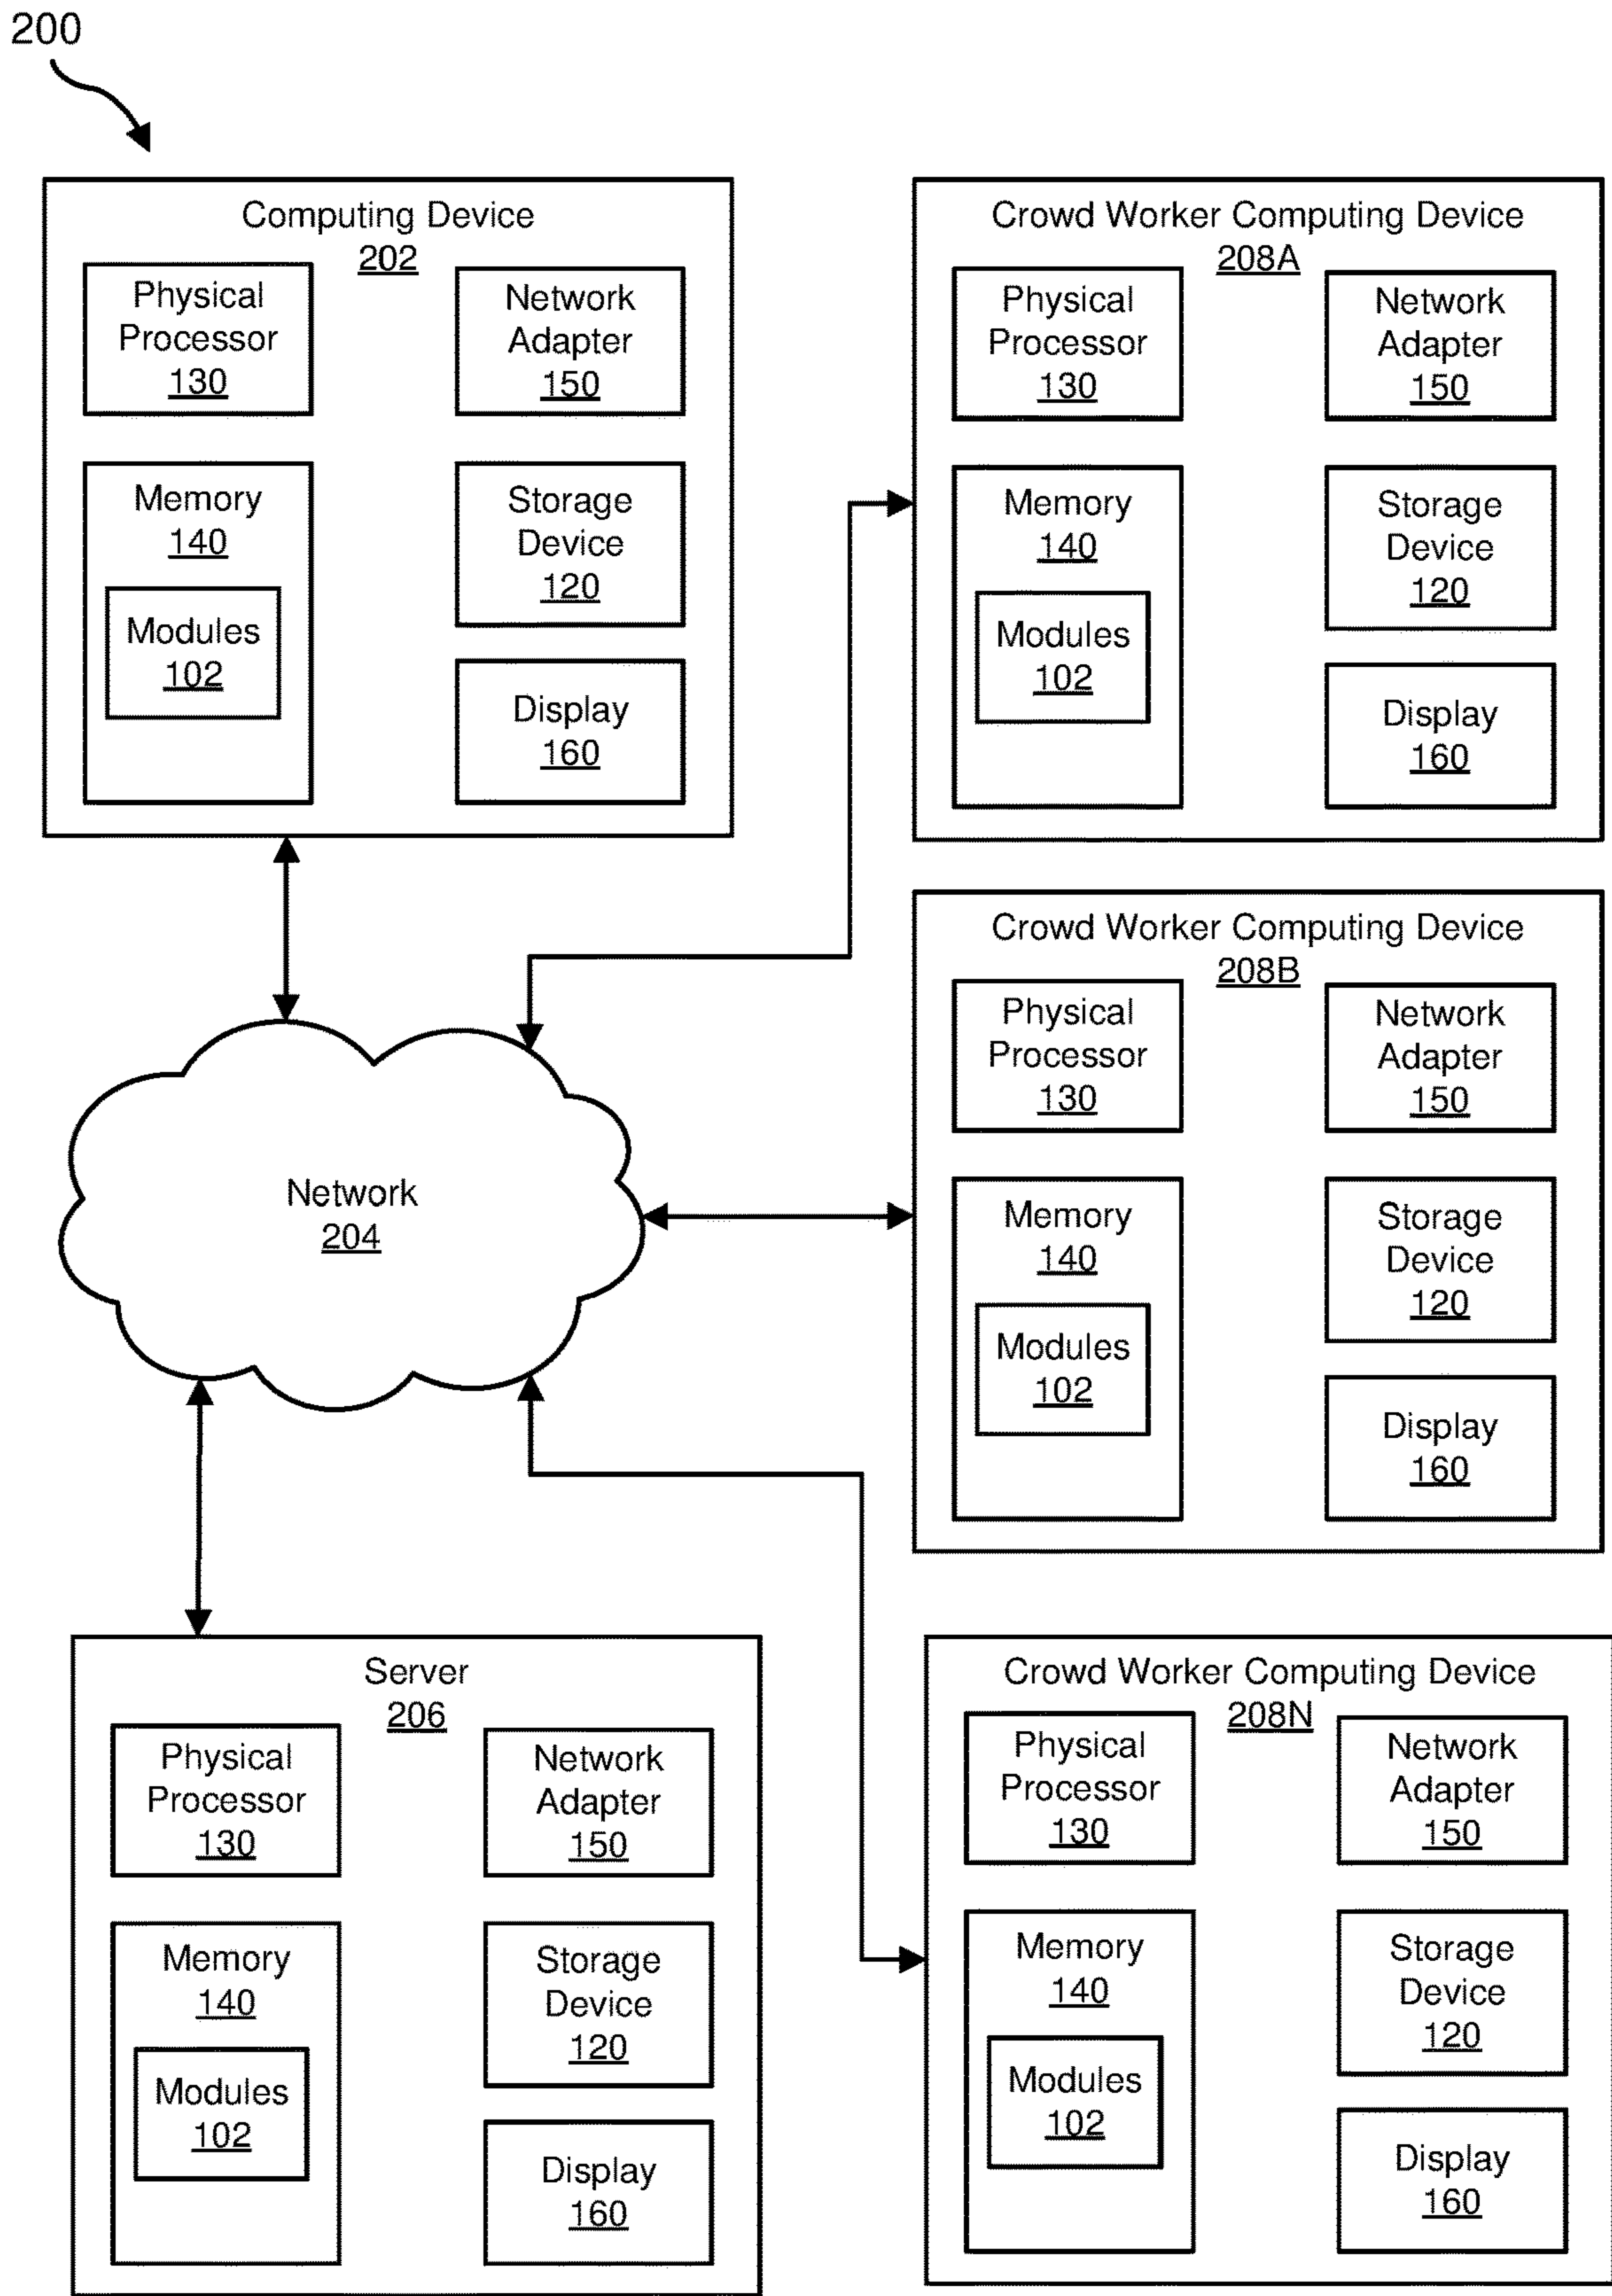 200
Computing Device
202
Physical
Processor
130
Network
Adapter
150
Memory
140
Modules
102
Storage
Device
120
Display
160
Crowd Worker Computing Device
208A
Physical
Processor
130
Network
Adapter
150
Memory
140
Modules
102
Storage
Device
120
Display
160
Crowd Worker Computing Device
208B
Physical
Processor
130
Network
Adapter
150
Memory
140
Modules
102
Storage
Device
120
Display
160
Network
204
Server
206
Physical
Processor
130
Network
Adapter
150
Memory
140
Modules
102
Storage
Device
120
Display
160
Crowd Worker Computing Device
208N
Physical
Processor
130
Network
Adapter
150
Memory
140
Modules
102
Storage
Device
120
Display
160